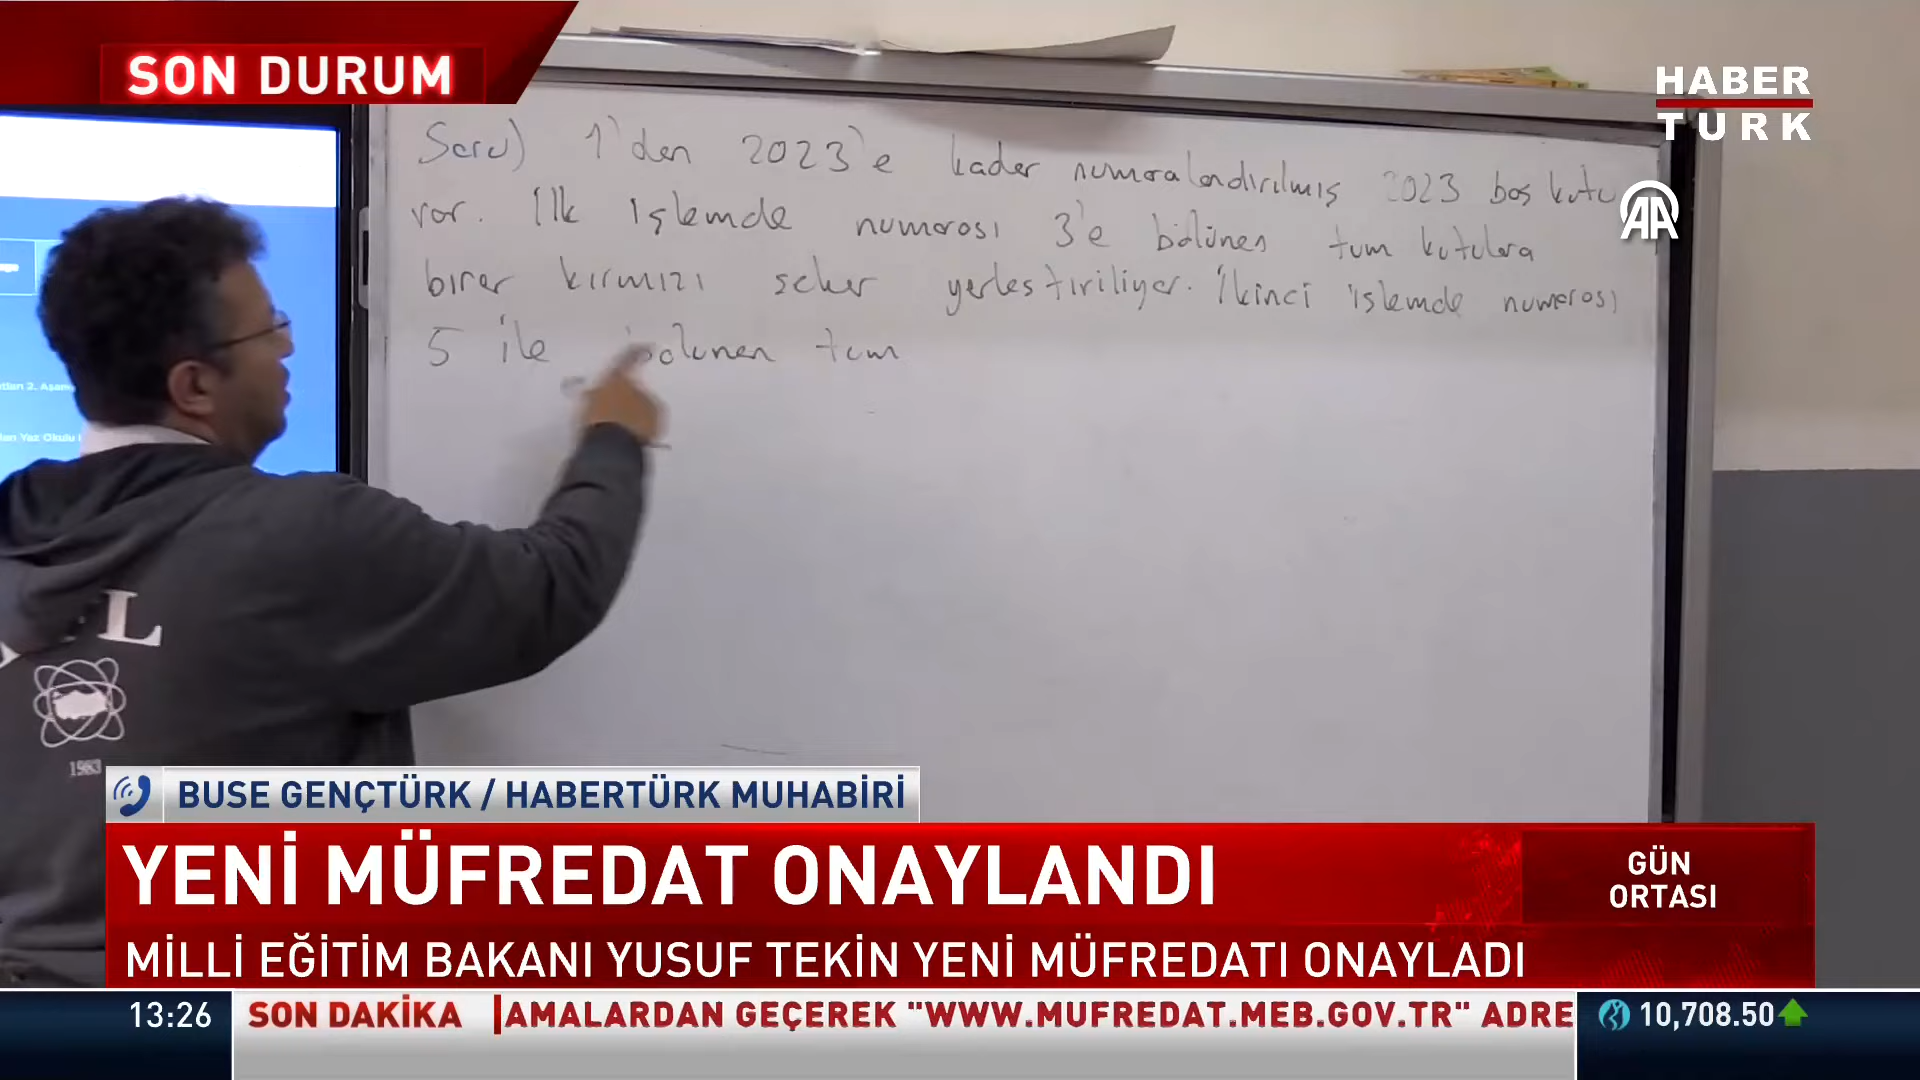 SON DURUM
HABER
TURK
AA
Soru) 1'den 2023'e kadar numaralandırılmış 2023 boş kutu
var. İlk işlemde numarası 3'e bölünen tüm kutulara
birer kırmızı şeker yerleştiriliyor. İkinci işlemde numarası
5 ile bölünen tüm
L
1983
BUSE GENÇTÜRK / HABERTÜRK MUHABİRİ
YENİ MÜFREDAT ONAYLANDI
GÜN
ORTASI
MİLLİ EĞİTİM BAKANI YUSUF TEKİN YENİ MÜFREDATI ONAYLADI
13:26 SON DAKİKA AMALARDAN GEÇEREK "WWW.MUFREDAT.MEB.GOV.TR" ADRE 10,708.50